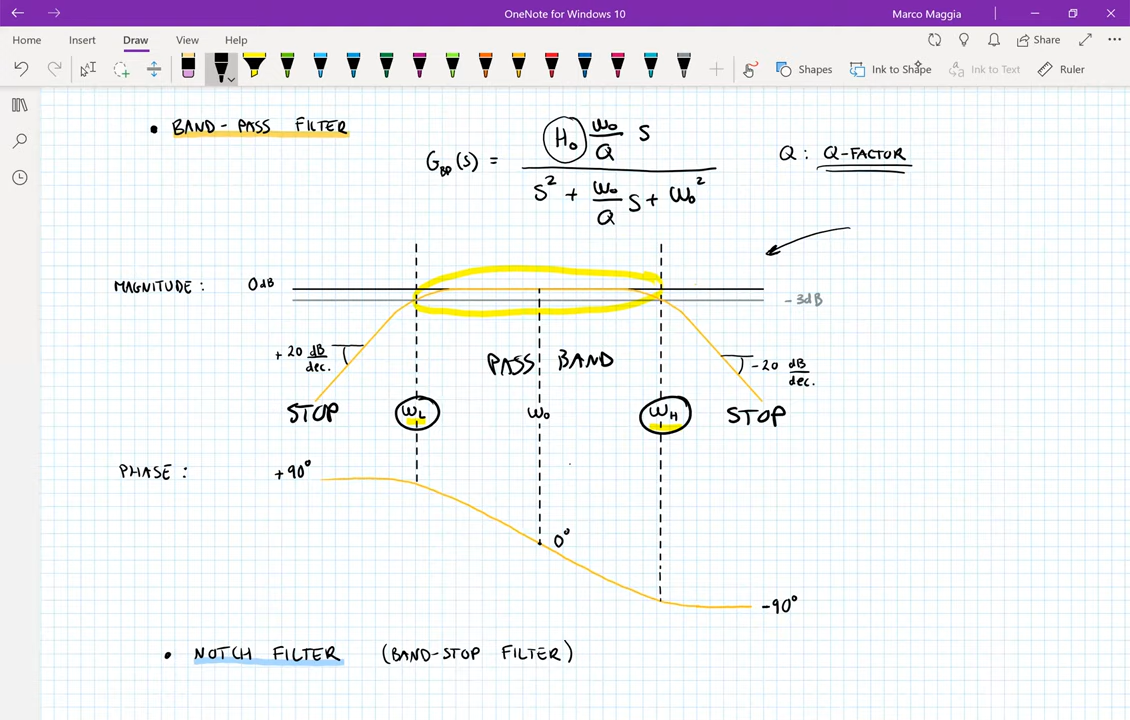 OneNote for Windows 10
Marco Maggia
Home Insert Draw View Help
Share
Shapes
Ink to Shape
Ink to Text
Ruler
• BAND-PASS FILTER
G_BP(s) = (H₀ (ω₀/Q) s) / (s² + (ω₀/Q) s + ω₀²)
Q: Q-FACTOR
MAGNITUDE: 0dB
-3dB
+20 dB/dec.
PASS BAND
-20 dB/dec.
STOP ω_L ω₀ ω_H STOP
PHASE: +90°
0°
-90°
• NOTCH FILTER (BAND-STOP FILTER)